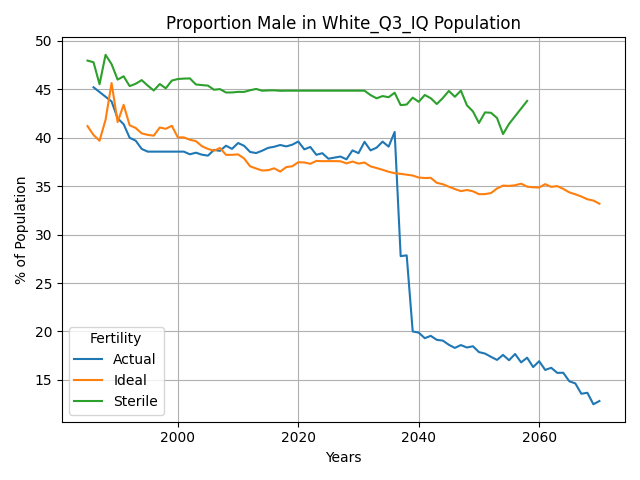 Proportion Male in White_Q3_IQ Population
% of Population
50
45
40
35
30
25
20
15
Fertility
Actual
Ideal
Sterile
2000
2020
2040
2060
Years